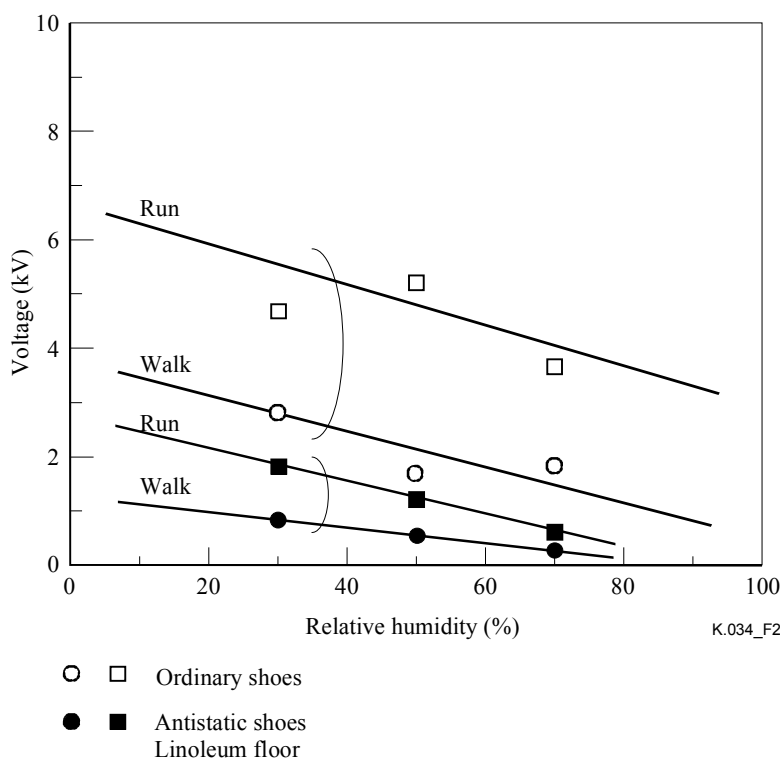 10
8
6
4
2
0
Voltage (kV)
Run
Walk
Run
Walk
0 20 40 60 80 100
Relative humidity (%)
K.034_F2
Ordinary shoes
Antistatic shoes
Linoleum floor